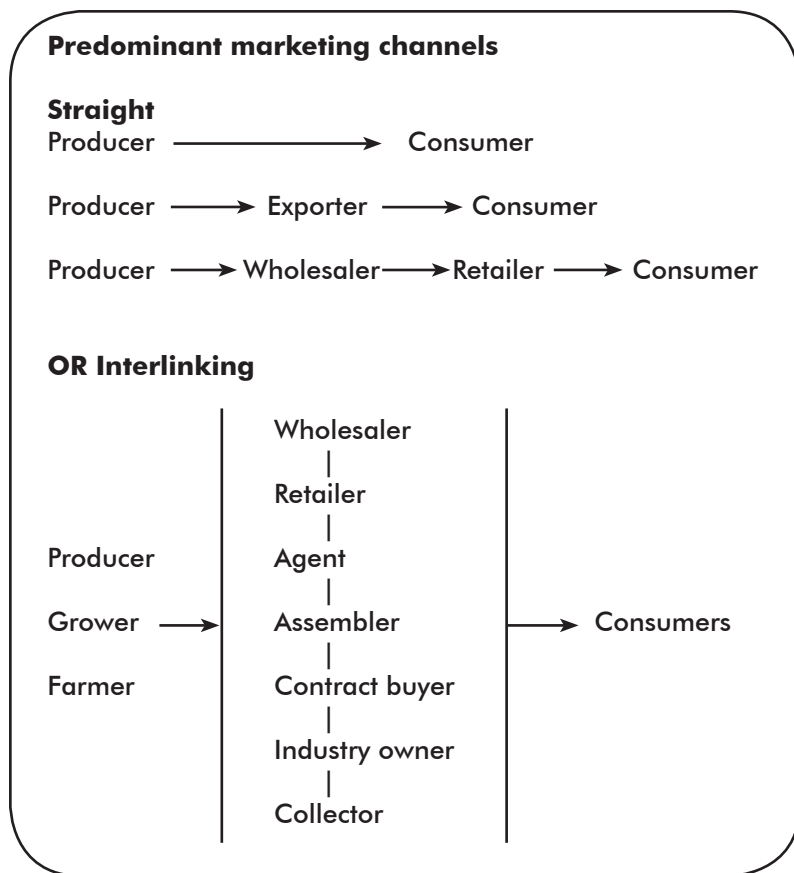 Predominant marketing channels
Straight
Producer Consumer
Producer Exporter Consumer
Producer Wholesaler Retailer Consumer
OR Interlinking
Wholesaler
Retailer
Producer Agent
Grower Assembler Consumers
Farmer Contract buyer
Industry owner
Collector